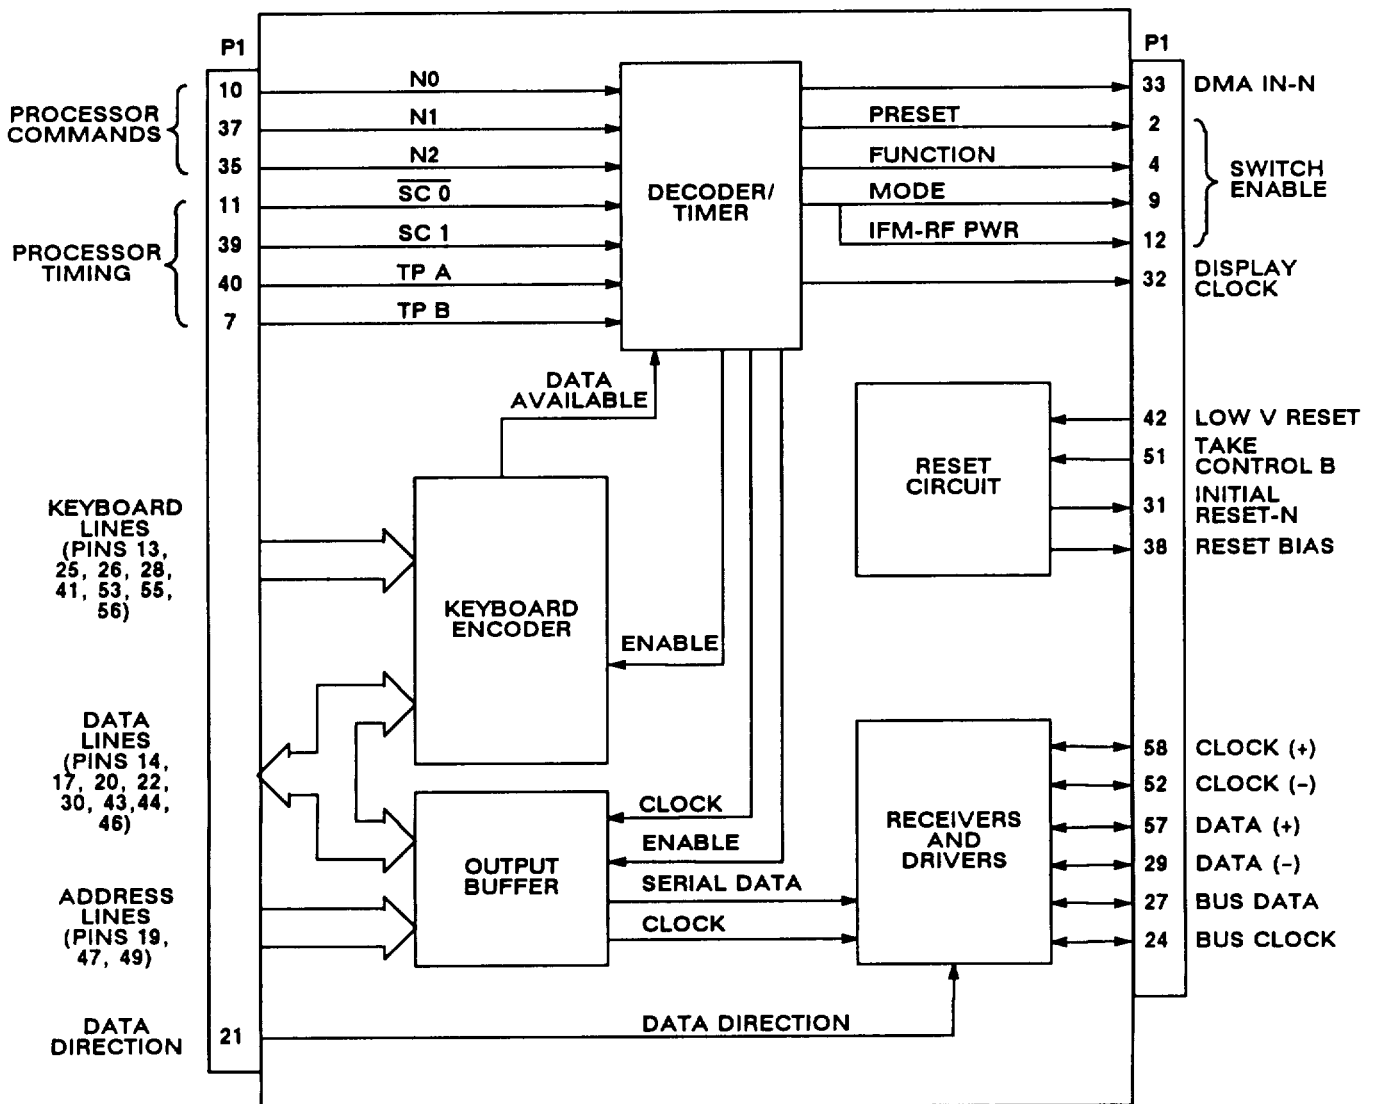 P1
P1
10
N0
33
DMA IN-N
PROCESSOR
COMMANDS
37
N1
PRESET
2
35
N2
FUNCTION
4
SWITCH
ENABLE
11
SC 0
MODE
9
DECODER/
TIMER
39
SC 1
IFM-RF PWR
12
PROCESSOR
TIMING
40
TP A
32
DISPLAY
CLOCK
7
TP B
DATA
AVAILABLE
42
LOW V RESET
51
TAKE
CONTROL B
RESET
CIRCUIT
31
INITIAL
RESET-N
38
RESET BIAS
KEYBOARD
LINES
(PINS 13,
25, 26, 28,
41, 53, 55,
56)
KEYBOARD
ENCODER
ENABLE
DATA
LINES
(PINS 14,
17, 20, 22,
30, 43,44,
46)
58
CLOCK (+)
52
CLOCK (-)
CLOCK
57
DATA (+)
RECEIVERS
AND
DRIVERS
ENABLE
29
DATA (-)
OUTPUT
BUFFER
SERIAL DATA
27
BUS DATA
CLOCK
24
BUS CLOCK
ADDRESS
LINES
(PINS 19,
47, 49)
DATA
DIRECTION
21
DATA DIRECTION